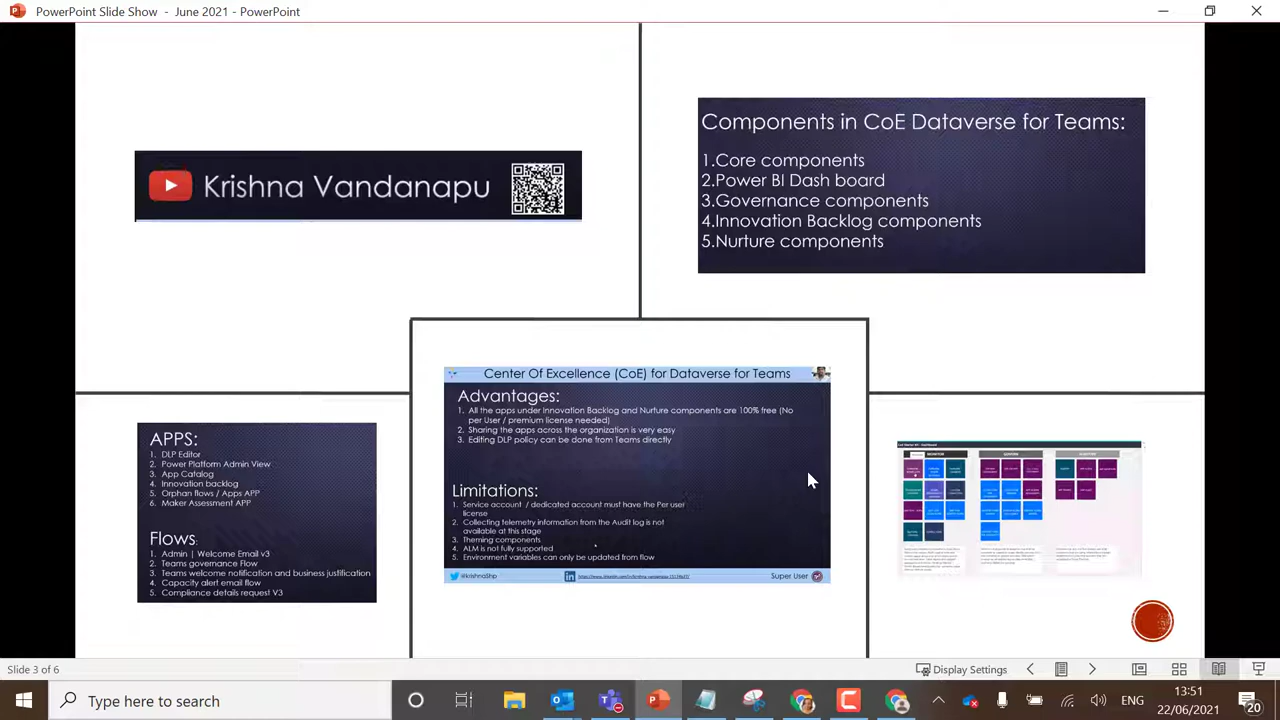 PowerPoint Slide Show - June 2021 - PowerPoint
Krishna Vandanapu
Components in CoE Dataverse for Teams:
1.Core components
2.Power BI Dash board
3.Governance components
4.Innovation Backlog components
5.Nurture components
Center Of Excellence (CoE) for Dataverse for Teams
Advantages:
1. All the apps under Innovation Backlog and Nurture components are 100% free (No
per User / premium license needed)
2. Sharing the apps across the organization is very easy
3. Editing DLP policy can be done from Teams directly
Limitations:
1. Service account / dedicated account must have the Per user
license
2. Collecting telemetry information from the Audit log is not
available at this stage
3. Theming components
4. ALM is not fully supported
5. Environment variables can only be updated from flow
@krishnaShp
Super User
APPS:
1. DLP Editor
2. Power Platform Admin View
3. App Catalog
4. Innovation backlog
5. Orphan flows / Apps APP
6. Maker Assessment APP
Flows
1. Admin | Welcome Email v3
2. Teams governance Flow
3. Teams welcome notification and business justification
4. Capacity alert email flow
5. Compliance details request V3
Slide 3 of 6
Display Settings
Type here to search
ENG
13:51
22/06/2021
20